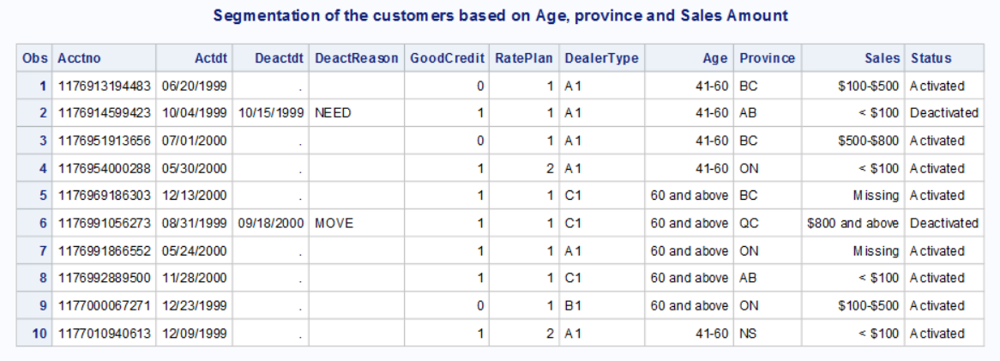 Segmentation of the customers based on Age, province and Sales Amount
Obs Acctno Actdt Deactdt DeactReason GoodCredit RatePlan DealerType Age Province Sales Status
1 1176913194483 06/20/1999 . 0 1 A1 41-60 BC $100-$500 Activated
2 1176914599423 10/04/1999 10/15/1999 NEED 1 1 A1 41-60 AB < $100 Deactivated
3 1176951913656 07/01/2000 . 0 1 A1 41-60 BC $500-$800 Activated
4 1176954000288 05/30/2000 . 1 2 A1 41-60 ON < $100 Activated
5 1176969186303 12/13/2000 . 1 1 C1 60 and above BC Missing Activated
6 1176991056273 08/31/1999 09/18/2000 MOVE 1 1 C1 60 and above QC $800 and above Deactivated
7 1176991866552 05/24/2000 . 1 1 A1 60 and above ON Missing Activated
8 1176992889500 11/28/2000 . 1 1 C1 60 and above AB < $100 Activated
9 1177000067271 12/23/1999 . 0 1 B1 60 and above ON $100-$500 Activated
10 1177010940613 12/09/1999 . 1 2 A1 41-60 NS < $100 Activated